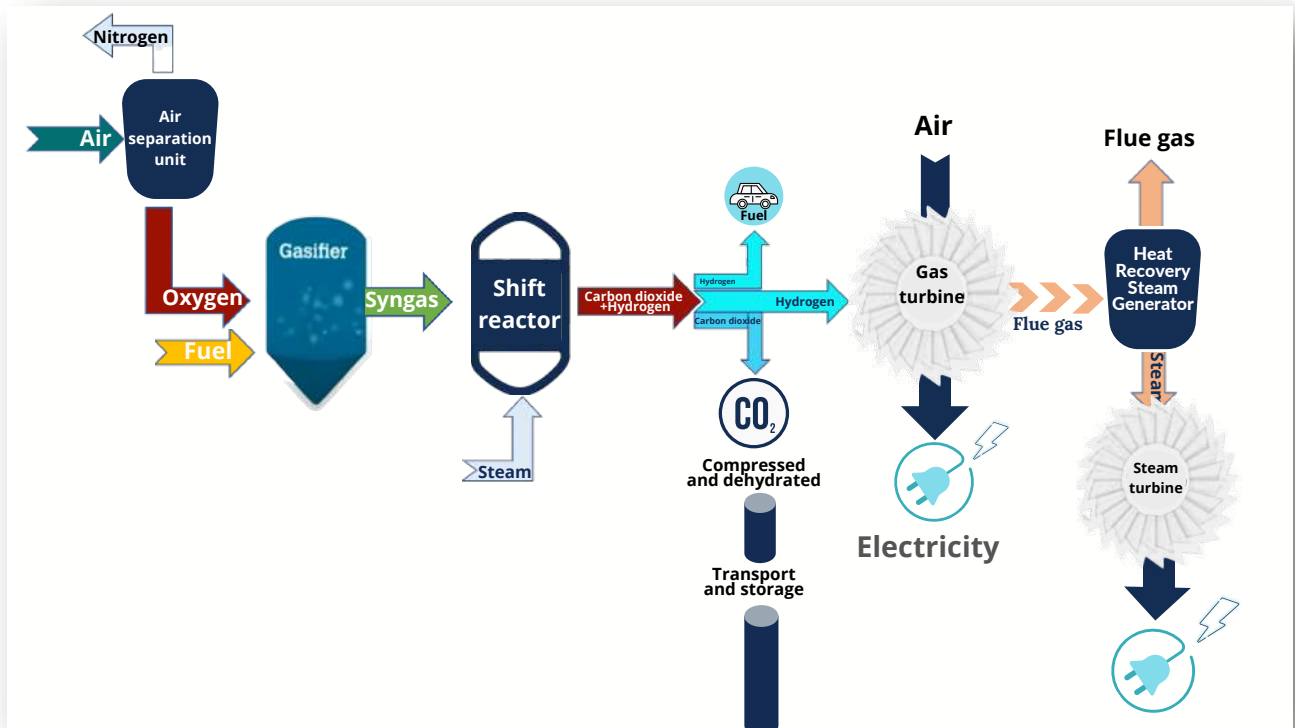 Nitrogen
Air
Air
separation
unit
Oxygen
Fuel
Gasifier
Syngas
Shift
reactor
Steam
Carbon dioxide
+Hydrogen
Fuel
Hydrogen
Hydrogen
Carbon dioxide
CO2
Compressed
and dehydrated
Transport
and storage
Air
Gas
turbine
Electricity
Flue gas
Flue gas
Heat
Recovery
Steam
Generator
Steam
Steam
turbine